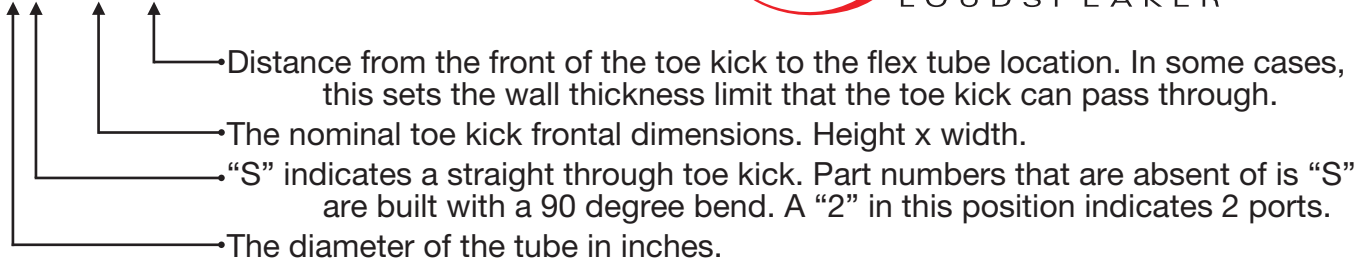 LOUDSPEAKER
Distance from the front of the toe kick to the flex tube location. In some cases,
this sets the wall thickness limit that the toe kick can pass through.
The nominal toe kick frontal dimensions. Height x width.
“S” indicates a straight through toe kick. Part numbers that are absent of is “S”
are built with a 90 degree bend. A “2” in this position indicates 2 ports.
The diameter of the tube in inches.